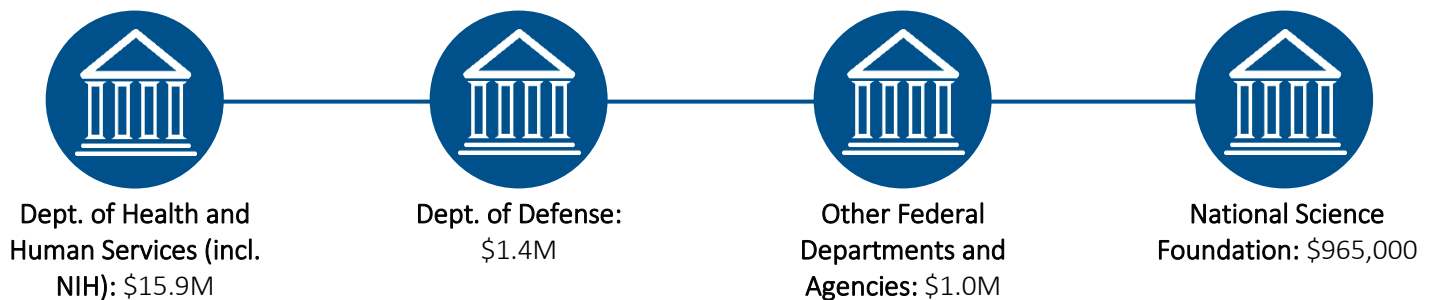 Dept. of Health and
Human Services (incl.
NIH): $15.9M
Dept. of Defense:
$1.4M
Other Federal
Departments and
Agencies: $1.0M
National Science
Foundation: $965,000